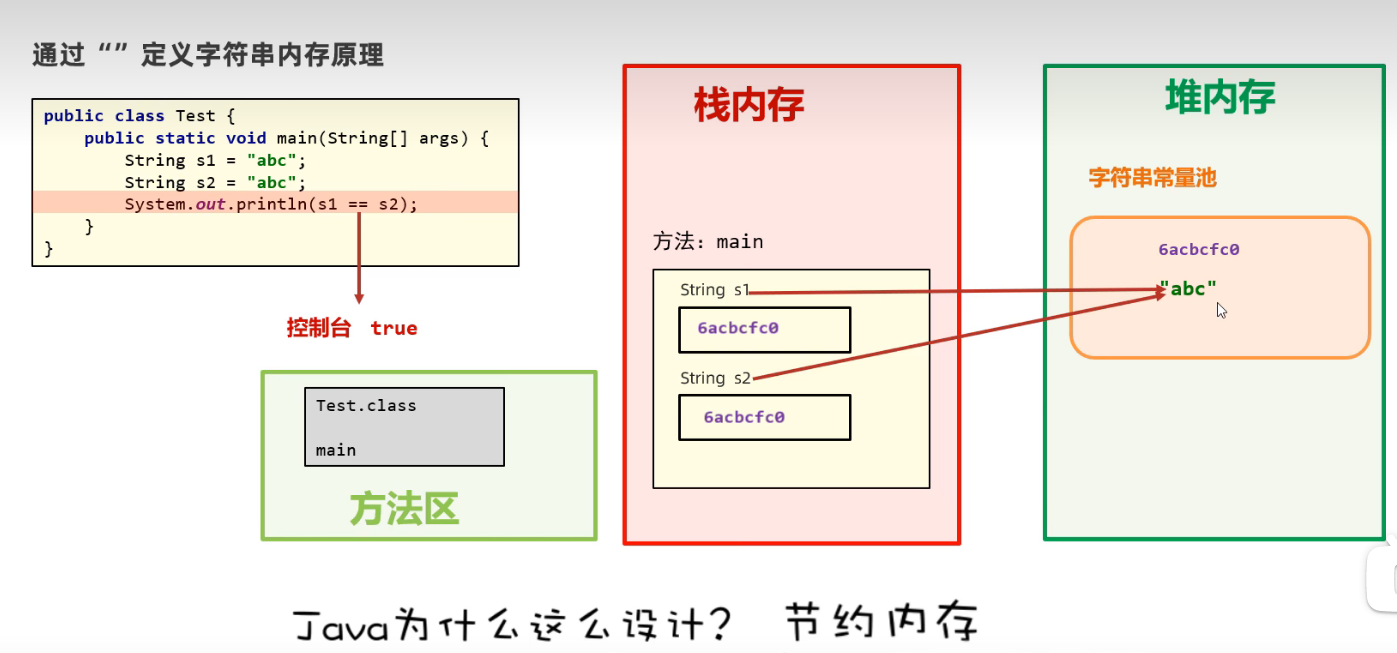 通过“”定义字符串内存原理
public class Test {
    public static void main(String[] args) {
        String s1 = "abc";
        String s2 = "abc";
        System.out.println(s1 == s2);
    }
}
控制台 true
Test.class
main
方法区
栈内存
方法：main
String s1
6acbcfc0
String s2
6acbcfc0
堆内存
字符串常量池
6acbcfc0
"abc"
Java为什么这么设计？ 节约内存